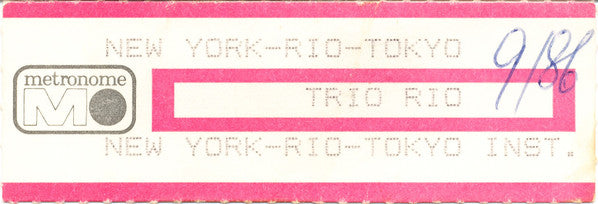 NEW YORK-RIO-TOKYO
9/86
metronome
M
TRIO RIO
NEW YORK-RIO-TOKYO INST.